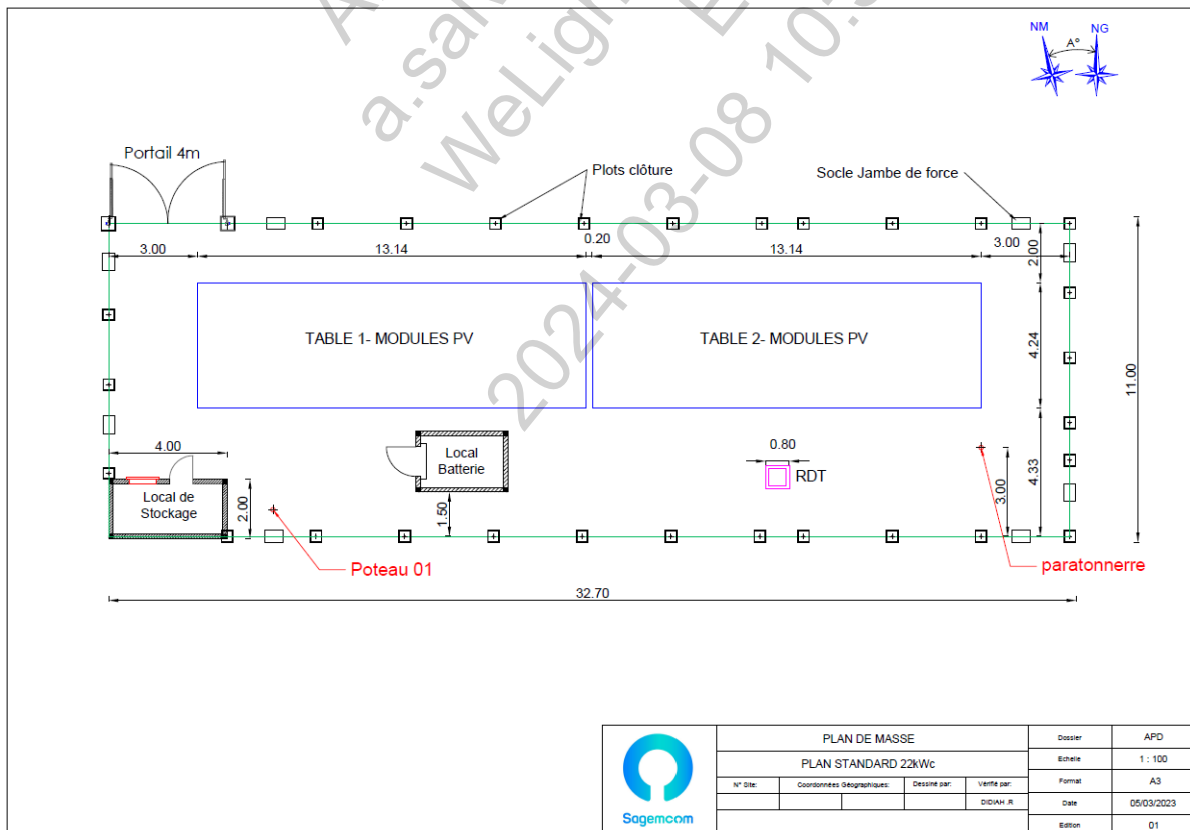 NM
NG
A°
Portail 4m
Plots clôture
Socle Jambe de force
3.00
13.14
0.20
13.14
3.00
2.00
TABLE 1- MODULES PV
TABLE 2- MODULES PV
4.24
11.00
4.00
Local
Batterie
0.80
RDT
Local de
Stockage
2.00
1.50
3.00
4.33
Poteau 01
paratonnerre
32.70
a.sa
WeLigh
2024-03-08 10:
Sagemcom
PLAN DE MASSE
PLAN STANDARD 22kWc
N° Site:
Coordonnées Géographiques:
Dessiné par:
Vérifié par:
DIDIAH .R
Dossier
APD
Echelle
1 : 100
Format
A3
Date
05/03/2023
Edition
01